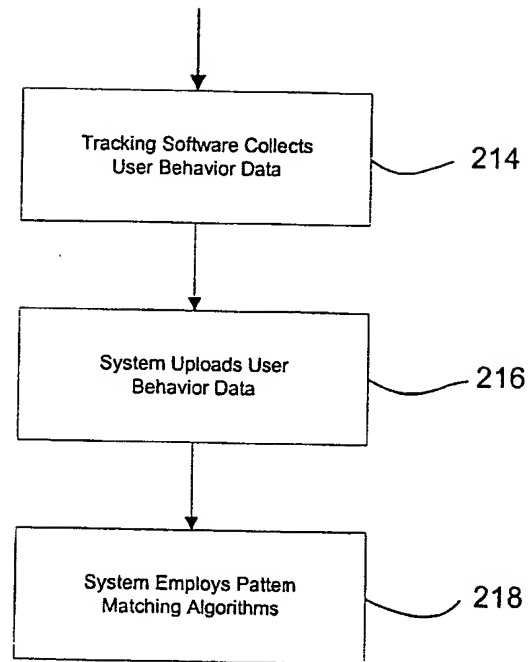 Tracking Software Collects
User Behavior Data
214
System Uploads User
Behavior Data
216
System Employs Pattern
Matching Algorithms
218